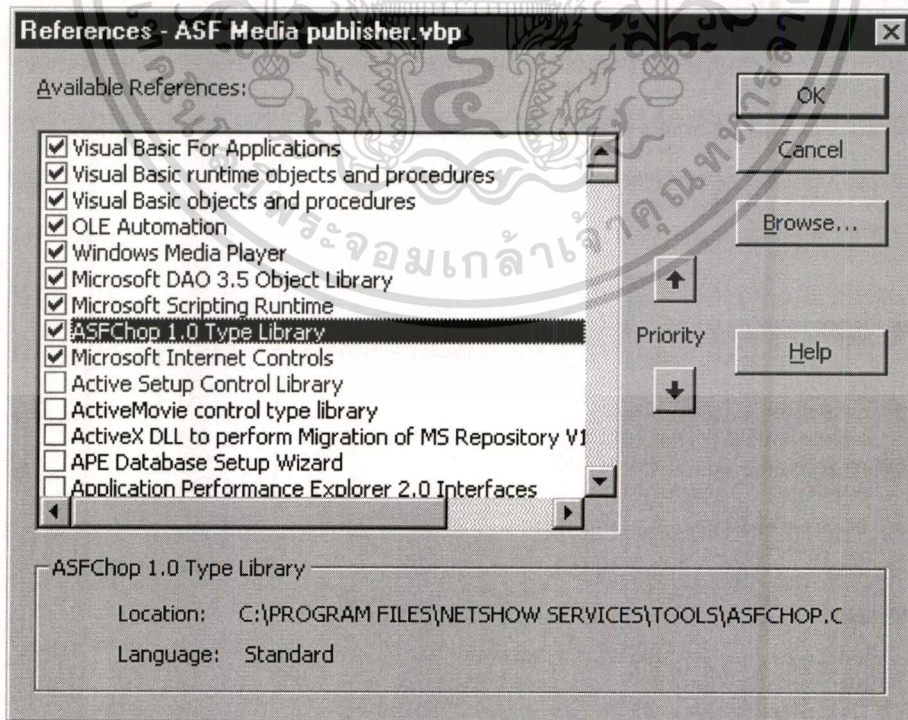 References - ASF Media publisher.vbp
Available References:
OK
Cancel
Browse...
Priority
Help
Visual Basic For Applications
Visual Basic runtime objects and procedures
Visual Basic objects and procedures
OLE Automation
Windows Media Player
Microsoft DAO 3.5 Object Library
Microsoft Scripting Runtime
ASFChop 1.0 Type Library
Microsoft Internet Controls
Active Setup Control Library
ActiveMovie control type library
ActiveX DLL to perform Migration of MS Repository V1
APE Database Setup Wizard
Application Performance Explorer 2.0 Interfaces
ASFChop 1.0 Type Library
Location: C:\PROGRAM FILES\NETSHOW SERVICES\TOOLS\ASFCHOP.C
Language: Standard